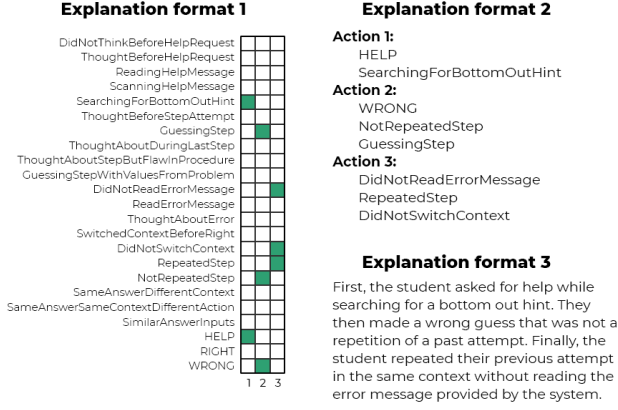 Explanation format 1
DidNotThinkBeforeHelpRequest
ThoughtBeforeHelpRequest
ReadingHelpMessage
ScanningHelpMessage
SearchingForBottomOutHint
ThoughtBeforeStepAttempt
GuessingStep
ThoughtAboutDuringLastStep
ThoughtAboutStepButFlawInProcedure
GuessingStepWithValuesFromProblem
DidNotReadErrorMessage
ReadErrorMessage
ThoughtAboutError
SwitchedContextBeforeRight
DidNotSwitchContext
RepeatedStep
NotRepeatedStep
SameAnswerDifferentContext
SameAnswerSameContextDifferentAction
SimilarAnswerInputs
HELP
RIGHT
WRONG
1 2 3
Explanation format 2
Action 1:
HELP
SearchingForBottomOutHint
Action 2:
WRONG
NotRepeatedStep
GuessingStep
Action 3:
DidNotReadErrorMessage
RepeatedStep
DidNotSwitchContext
Explanation format 3
First, the student asked for help while
searching for a bottom out hint. They
then made a wrong guess that was not a
repetition of a past attempt. Finally, the
student repeated their previous attempt
in the same context without reading the
error message provided by the system.